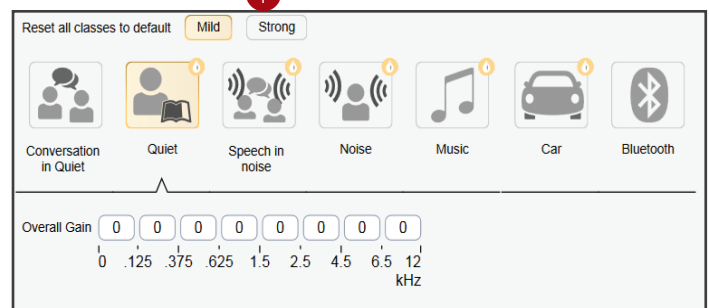 Reset all classes to default Mild Strong
Conversation in Quiet
Quiet
Speech in noise
Noise
Music
Car
Bluetooth
Overall Gain 0 0 0 0 0 0 0 0
0 .125 .375 .625 1.5 2.5 4.5 6.5 12
kHz